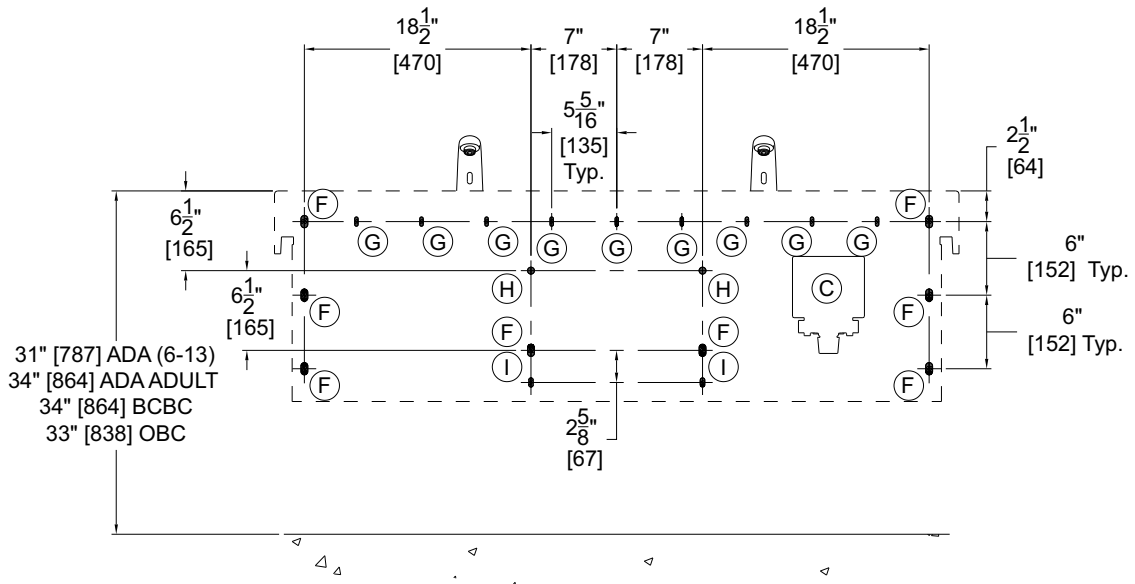 18 1/2" 7" 7" 18 1/2"
[470] [178] [178] [470]
5 5/16"
[135]
Typ.
2 1/2"
[64]
F F
6 1/2"
[165]
G G G G G G G G G
6"
[152] Typ.
H H C
6 1/2"
[165]
F F F F
6"
[152] Typ.
I I
F F
31" [787] ADA (6-13)
34" [864] ADA ADULT
34" [864] BCBC
33" [838] OBC
2 5/8"
[67]